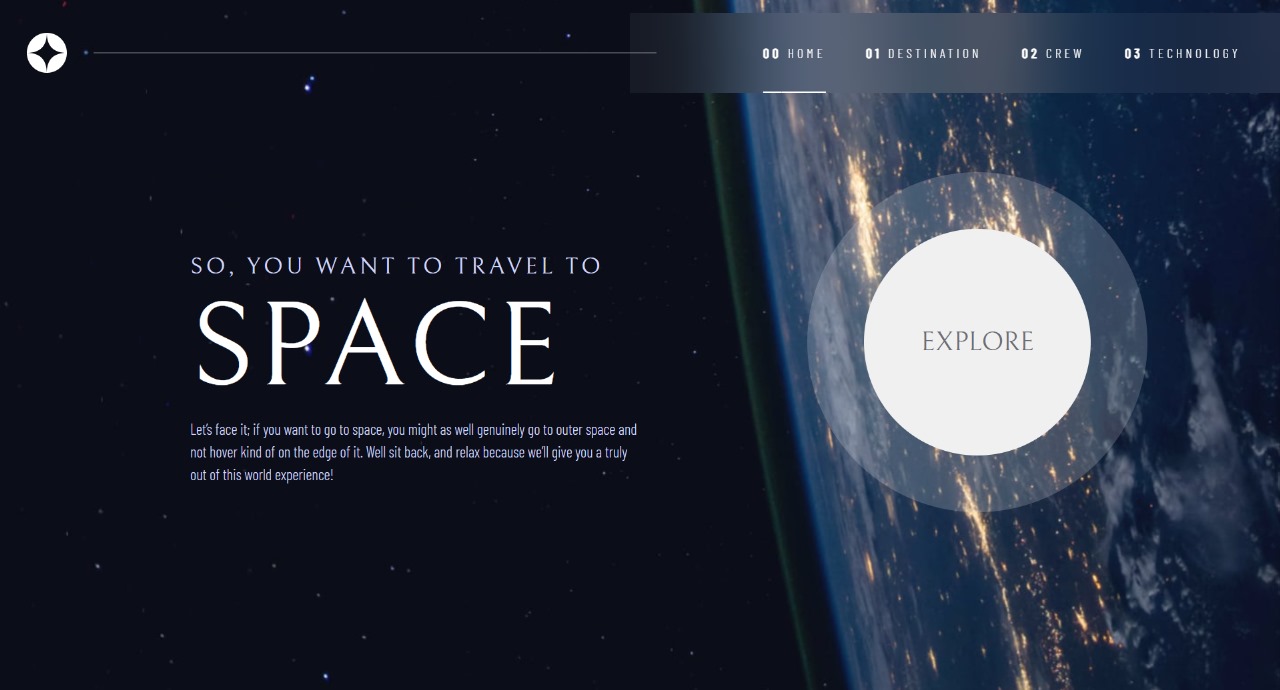 00 HOME 01 DESTINATION 02 CREW 03 TECHNOLOGY
SO, YOU WANT TO TRAVEL TO
SPACE
Let's face it; if you want to go to space, you might as well genuinely go to outer space and
not hover kind of on the edge of it. Well sit back, and relax because we'll give you a truly
out of this world experience!
EXPLORE